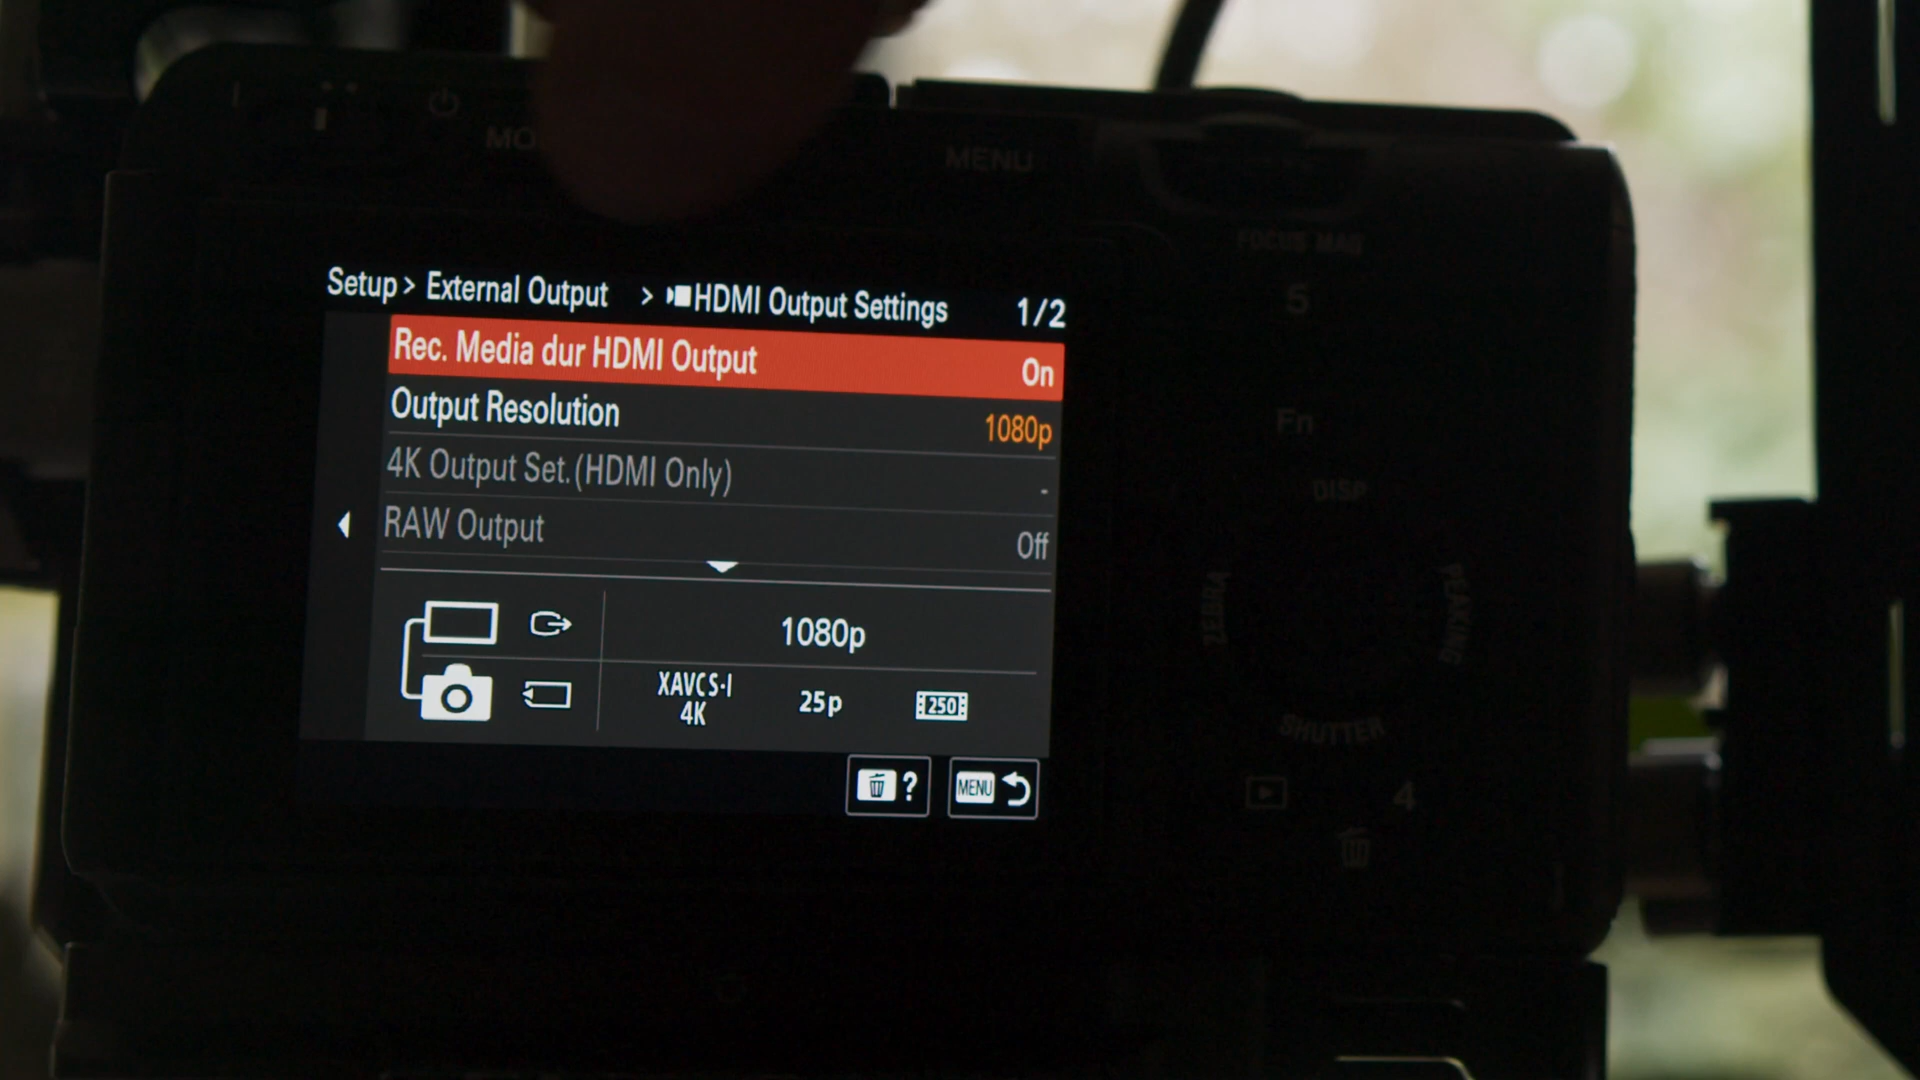 MENU
FOCUS MAG
5
Setup > External Output > HDMI Output Settings 1/2
Rec. Media dur HDMI Output On
Output Resolution 1080p
4K Output Set.(HDMI Only) -
RAW Output Off
1080p
XAVC S-I 4K 25p 250
? MENU
Fn
DISP
ZEBRA
PEAKING
SHUTTER
4